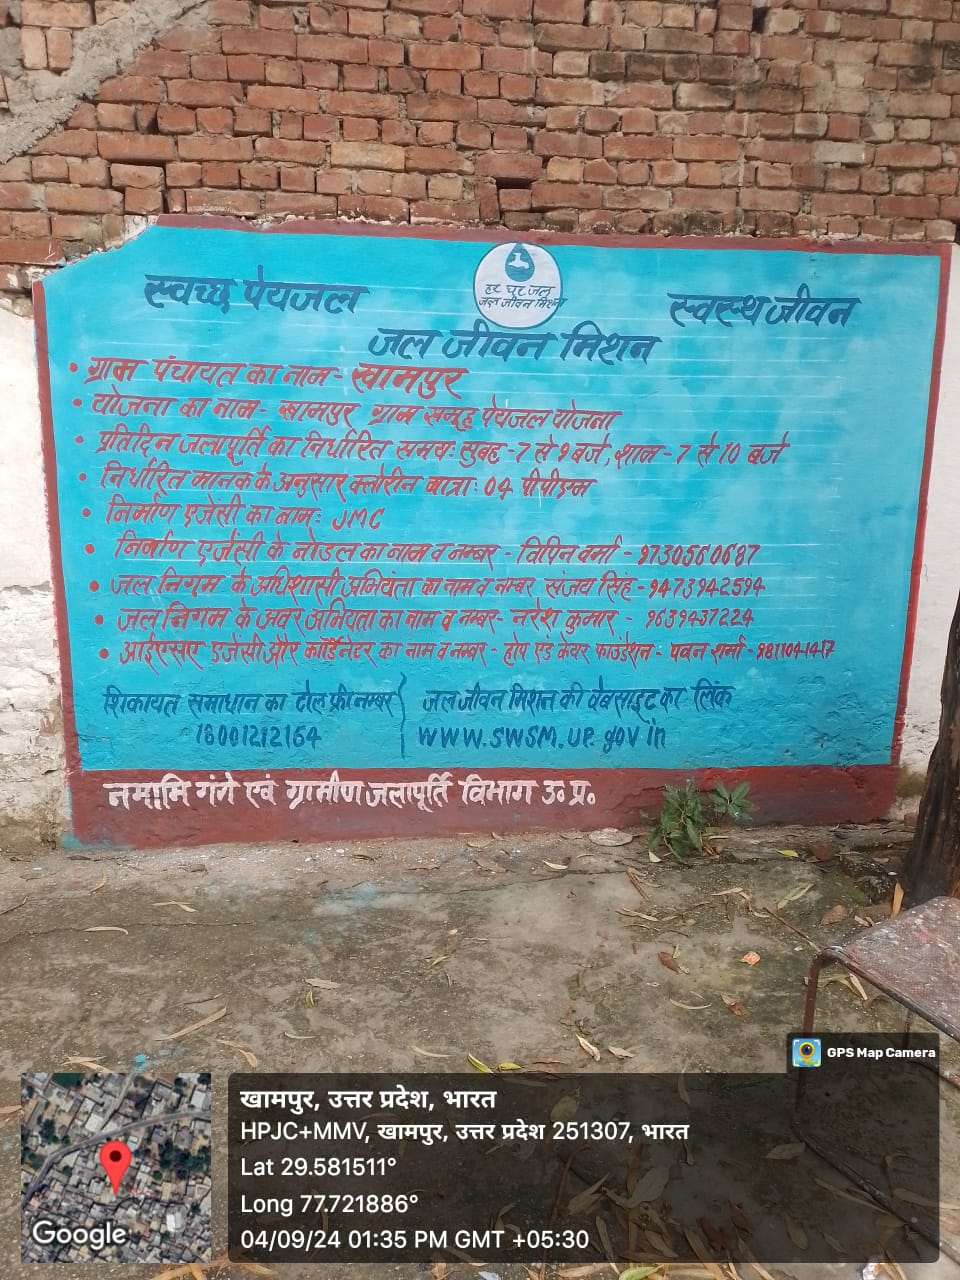 स्वच्छ पेयजल
हर घर जल
जल जीवन मिशन
स्वस्थ जीवन
जल जीवन मिशन
• ग्राम पंचायत का नाम- खामपुर
• योजना का नाम- खामपुर ग्राम समूह पेयजल योजना
• प्रतिदिन जलापूर्ति का निर्धारित समय: सुबह -7 से 9 बजे, शाम - 7 से 10 बजे
• निर्धारित मानक के अनुसार क्लोरीन मात्रा: 04 पीपीएम
• निर्माण एजेंसी का नाम: JMC
• निर्माण एजेंसी के नोडल का नाम व नम्बर - विपिन वर्मा - 9730560687
• जल निगम के अधिशासी अभियंता का नाम व नम्बर संजय सिंह - 9473942594
• जल निगम के अवर अभियंता का नाम व नम्बर- नरेश कुमार - 9639437224
• आईएसए एजेंसी और कॉर्डिनेटर का नाम व नम्बर - होप एंड केयर फाउंडेशन - पवन शर्मा - 9811041417
शिकायत समाधान का टोल फ्री नम्बर
18001212164
जल जीवन मिशन की वेबसाइट का लिंक
www.swsm.up.gov in
नमामि गंगे एवं ग्रामीण जलापूर्ति विभाग उ० प्र०
GPS Map Camera
खामपुर, उत्तर प्रदेश, भारत
HPJC+MMV, खामपुर, उत्तर प्रदेश 251307, भारत
Lat 29.581511°
Long 77.721886°
04/09/24 01:35 PM GMT +05:30
Google